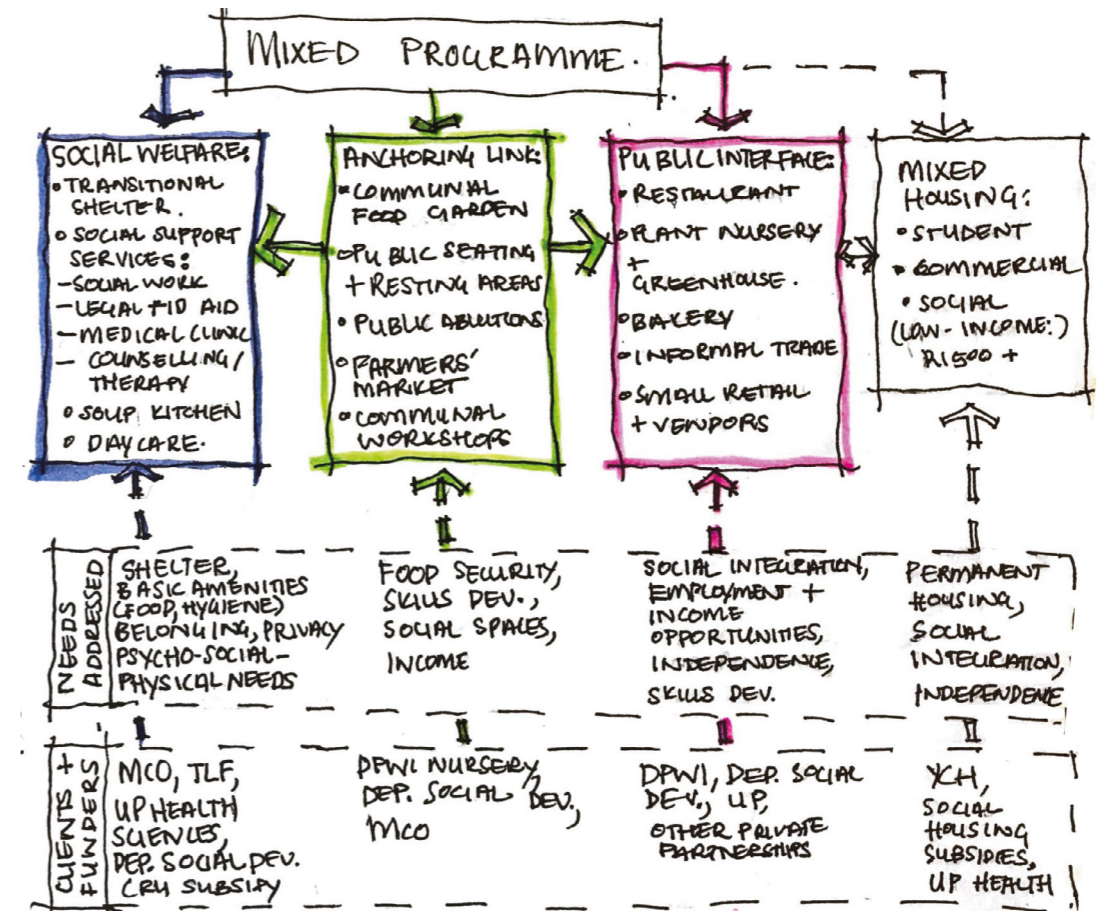 MIXED PROGRAMME.
SOCIAL WELFARE:
• TRANSITIONAL
SHELTER.
• SOCIAL SUPPORT
SERVICES:
- SOCIAL WORK
- LEGAL + ID AID
- MEDICAL CLINIC
- COUNSELLING/
THERAPY
• SOUP KITCHEN
• DAYCARE.
ANCHORING LINK:
• COMMUNAL
FOOD GARDEN
• PUBLIC SEATING
+ RESTING AREAS
• PUBLIC ABLUTIONS
• FARMERS'
MARKET
• COMMUNAL
WORKSHOPS
PUBLIC INTERFACE:
• RESTAURANT
• PLANT NURSERY
+
GREENHOUSE.
• BAKERY
• INFORMAL TRADE
• SMALL RETAIL
+ VENDORS
MIXED
HOUSING:
• STUDENT
• COMMERCIAL
• SOCIAL
(LOW-INCOME:)
R1500 +
NEEDS
ADDRESSED
SHELTER,
BASIC AMENITIES
(FOOD, HYGIENE)
BELONGING, PRIVACY
PSYCHO-SOCIAL-
PHYSICAL NEEDS
FOOD SECURITY,
SKILLS DEV.,
SOCIAL SPACES,
INCOME
SOCIAL INTEGRATION,
EMPLOYMENT +
INCOME
OPPORTUNITIES,
INDEPENDENCE,
SKILLS DEV.
PERMANENT
HOUSING,
SOCIAL
INTEGRATION,
INDEPENDENCE
CLIENTS +
FUNDERS
MCO, TLF,
UP HEALTH
SCIENCES,
DEP. SOCIAL DEV.
CRU SUBSIDY
DPWI NURSERY,
DEP. SOCIAL DEV.,
MCO
DPWI, DEP. SOCIAL
DEV., UP,
OTHER PRIVATE
PARTNERSHIPS
YCH,
SOCIAL
HOUSING
SUBSIDIES,
UP HEALTH